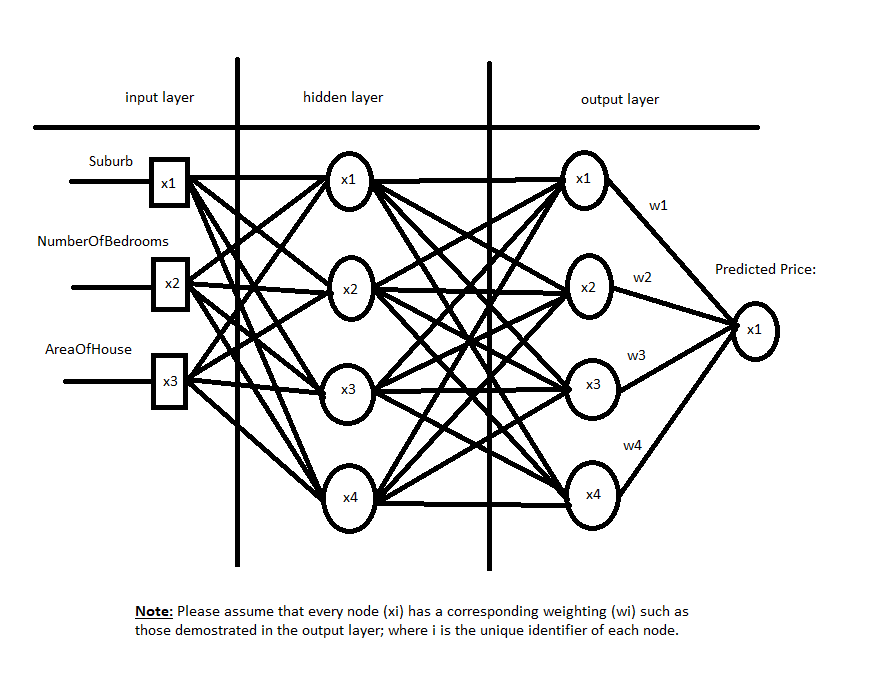 input layer
hidden layer
output layer
Suburb
x1
x1
x1
w1
NumberOfBedrooms
x2
x2
x2
w2
Predicted Price:
x1
AreaOfHouse
x3
x3
x3
w3
w4
x4
x4
Note: Please assume that every node (xi) has a corresponding weighting (wi) such as
those demostrated in the output layer; where i is the unique identifier of each node.